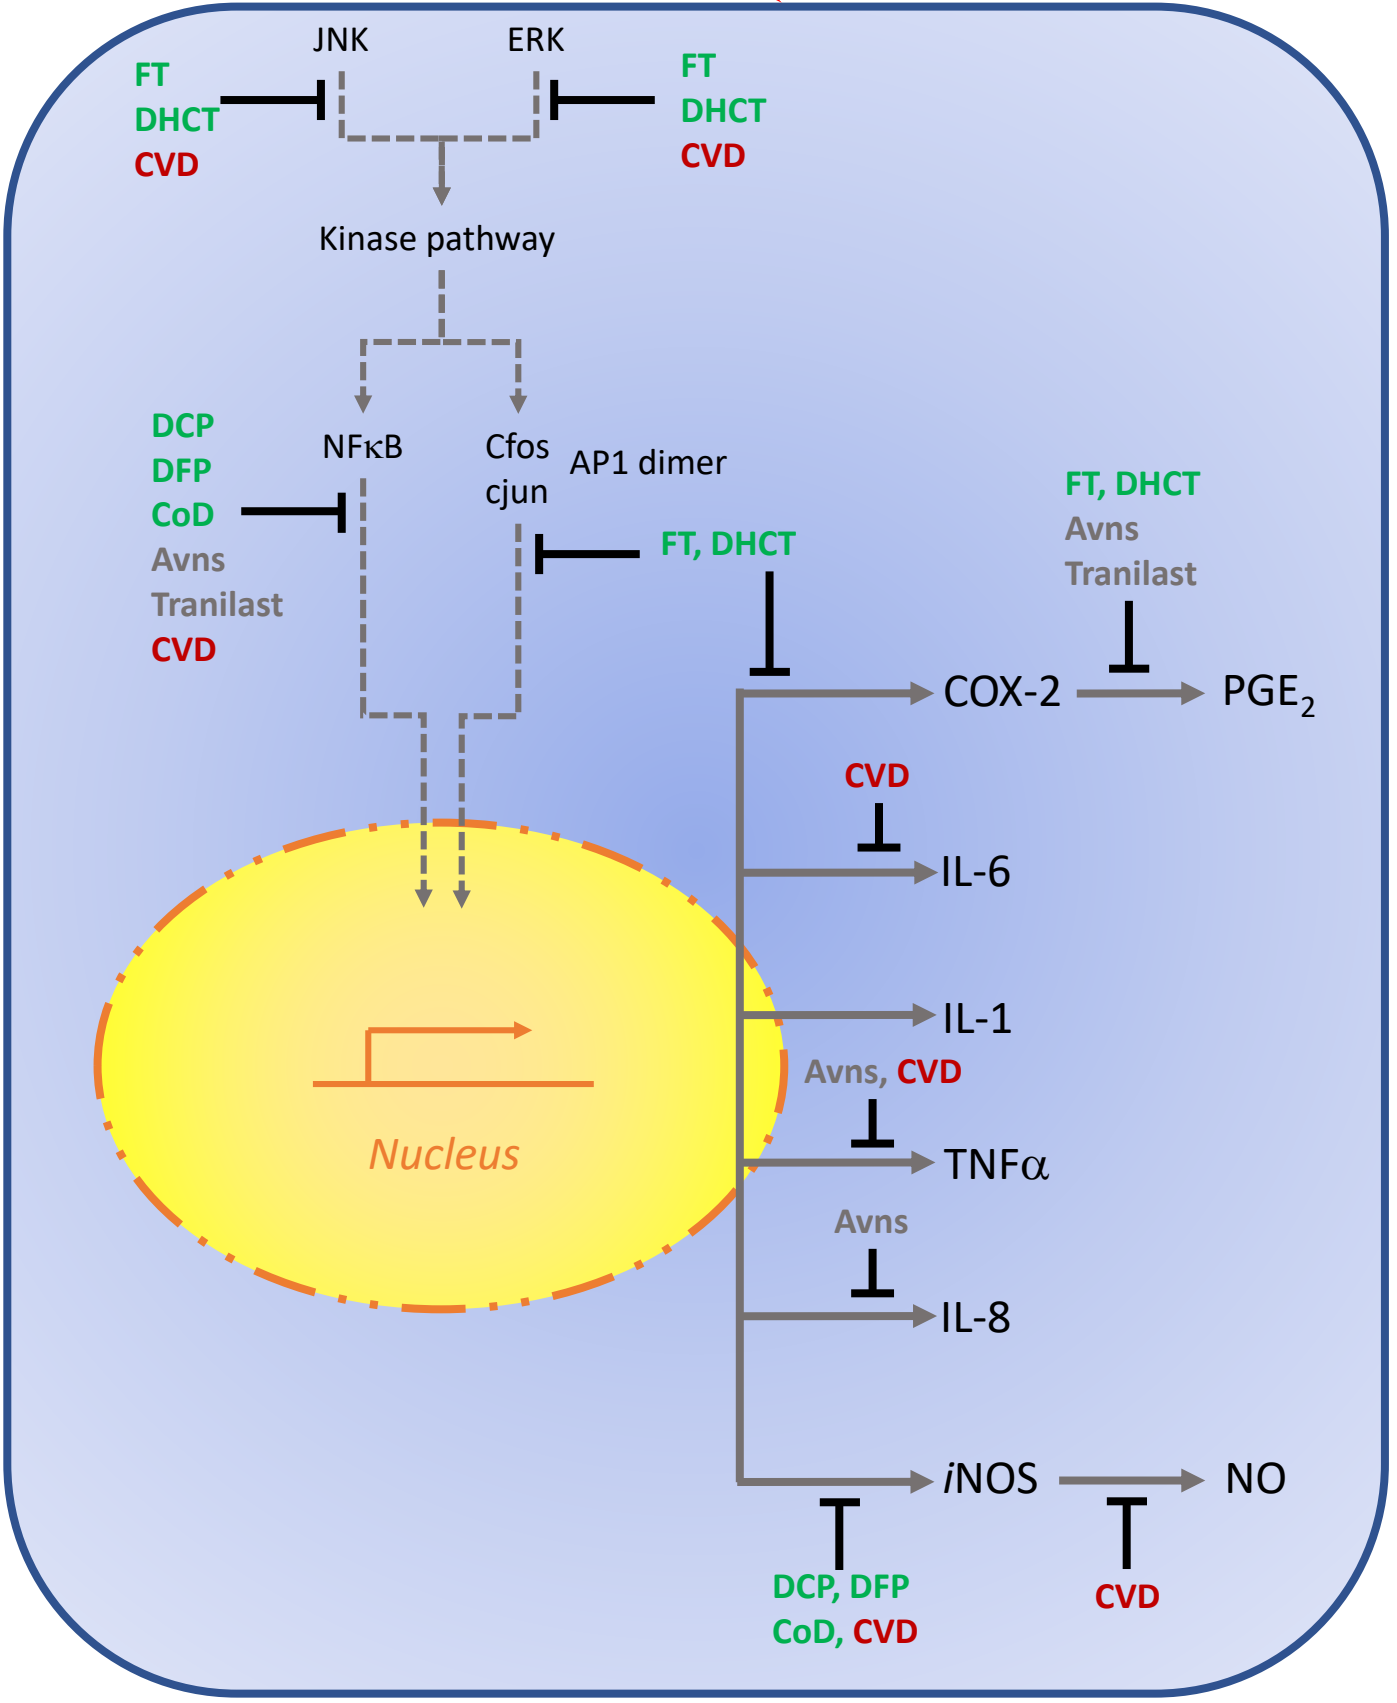 JNK
ERK
FT
DHCT
CVD
FT
DHCT
CVD
Kinase pathway
DCP
DFP
CoD
Avns
Tranilast
CVD
NFκB
Cfos
cjun
AP1 dimer
FT, DHCT
FT, DHCT
Avns
Tranilast
COX-2
PGE₂
CVD
IL-6
IL-1
Avns, CVD
TNFα
Nucleus
Avns
IL-8
iNOS
NO
DCP, DFP
CoD, CVD
CVD